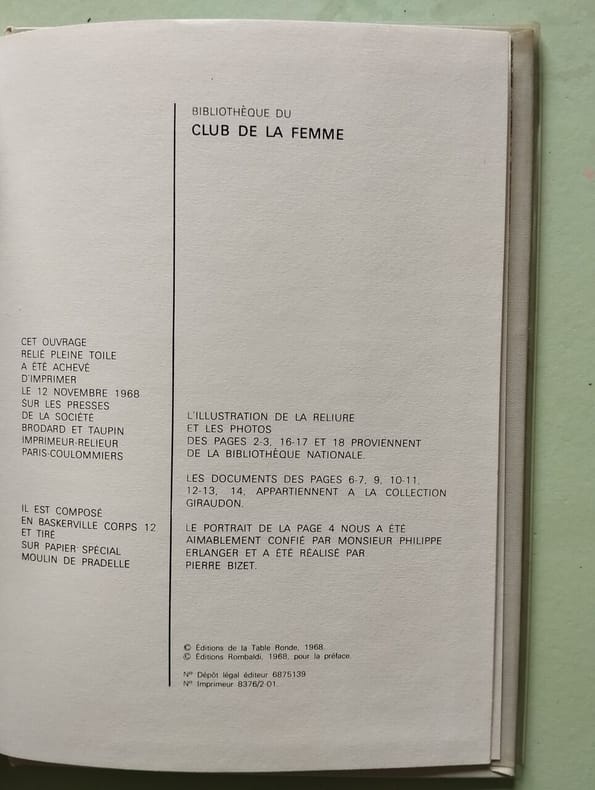 BIBLIOTHÈQUE DU
CLUB DE LA FEMME
CET OUVRAGE
RELIÉ PLEINE TOILE
A ÉTÉ ACHEVÉ
D'IMPRIMER
LE 12 NOVEMBRE 1968
SUR LES PRESSES
DE LA SOCIÉTÉ
BRODARD ET TAUPIN
IMPRIMEUR-RELIEUR
PARIS-COULOMMIERS
IL EST COMPOSÉ
EN BASKERVILLE CORPS 12
ET TIRÉ
SUR PAPIER SPÉCIAL
MOULIN DE PRADELLE
L'ILLUSTRATION DE LA RELIURE
ET LES PHOTOS
DES PAGES 2-3, 16-17 ET 18 PROVIENNENT
DE LA BIBLIOTHÈQUE NATIONALE.
LES DOCUMENTS DES PAGES 6-7, 9, 10-11,
12-13, 14, APPARTIENNENT A LA COLLECTION
GIRAUDON.
LE PORTRAIT DE LA PAGE 4 NOUS A ÉTÉ
AIMABLEMENT CONFIÉ PAR MONSIEUR PHILIPPE
ERLANGER ET A ÉTÉ RÉALISÉ PAR
PIERRE BIZET.
© Éditions de la Table Ronde, 1968.
© Éditions Rombaldi, 1968, pour la préface.
Nº Dépôt légal éditeur 6875139
Nº Imprimeur 8376/2-01.